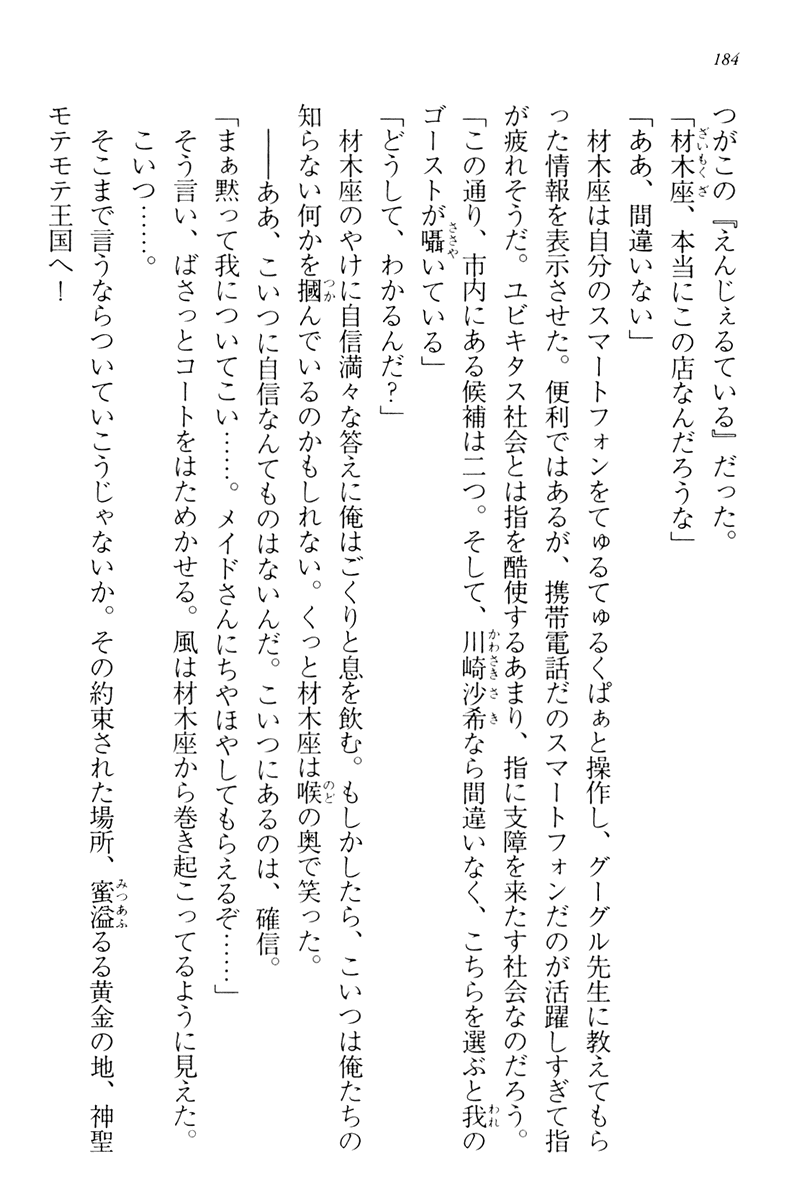 184
つがこの『えんじぇるている』だった。
「材木座、本当にこの店なんだろうな」
「ああ、間違いない」
　材木座は自分のスマートフォンをてゅるてゅるくぱぁと操作し、グーグル先生に教えてもら
った情報を表示させた。便利ではあるが、携帯電話だのスマートフォンだのが活躍しすぎて指
が疲れそうだ。ユビキタス社会とは指を酷使するあまり、指に支障を来たす社会なのだろう。
「この通り、市内にある候補は二つ。そして、川崎沙希なら間違いなく、こちらを選ぶと我の
ゴーストが囁いている」
「どうして、わかるんだ？」
　材木座のやけに自信満々な答えに俺はごくりと息を飲む。もしかしたら、こいつは俺たちの
知らない何かを摑んでいるのかもしれない。くっと材木座は喉の奥で笑った。
　――ああ、こいつに自信なんてものはないんだ。こいつにあるのは、確信。
「まぁ黙って我についてこい……。メイドさんにちやほやしてもらえるぞ……」
　そう言い、ばさっとコートをはためかせる。風は材木座から巻き起こってるように見えた。
　こいつ……。
　そこまで言うならついていこうじゃないか。その約束された場所、蜜溢るる黄金の地、神聖
モテモテ王国へ！